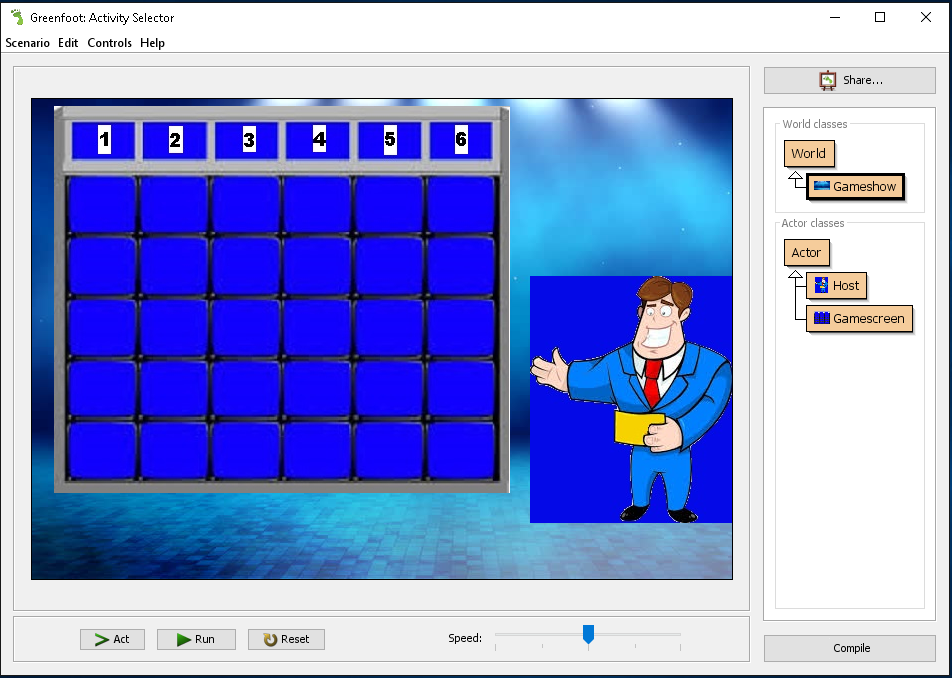 Greenfoot: Activity Selector
Scenario Edit Controls Help
Share...
1 2 3 4 5 6
World classes
World
Gameshow
Actor classes
Actor
Host
Gamescreen
Act Run Reset Speed:
Compile